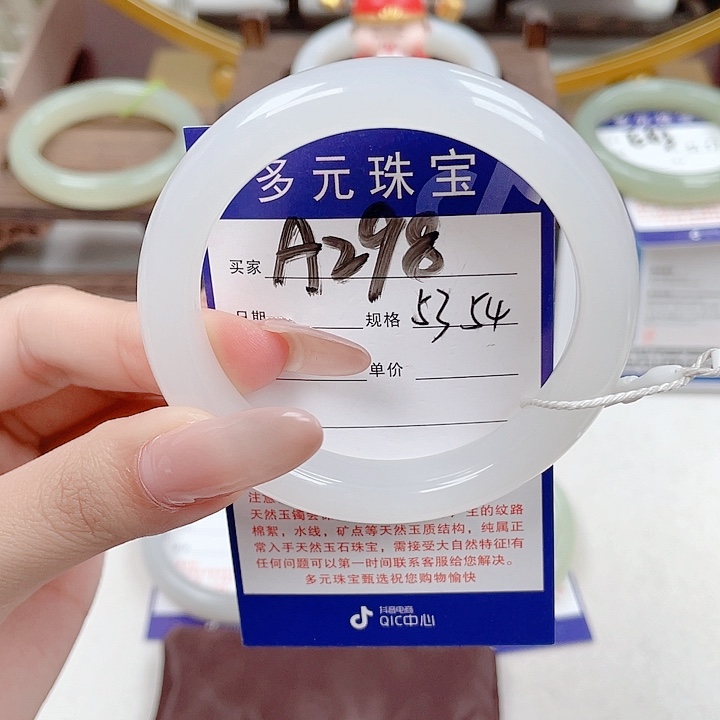 多元珠宝
买家 A298
日期 规格 53 54
单价
注意
天然玉镯会 生的纹路
棉絮，水线，矿点等天然玉质结构，纯属正
常入手天然玉石珠宝，需接受大自然特征!有
任何问题可以第一时间联系客服给您解决。
多元珠宝甄选祝您购物愉快
抖音电商
QIC中心